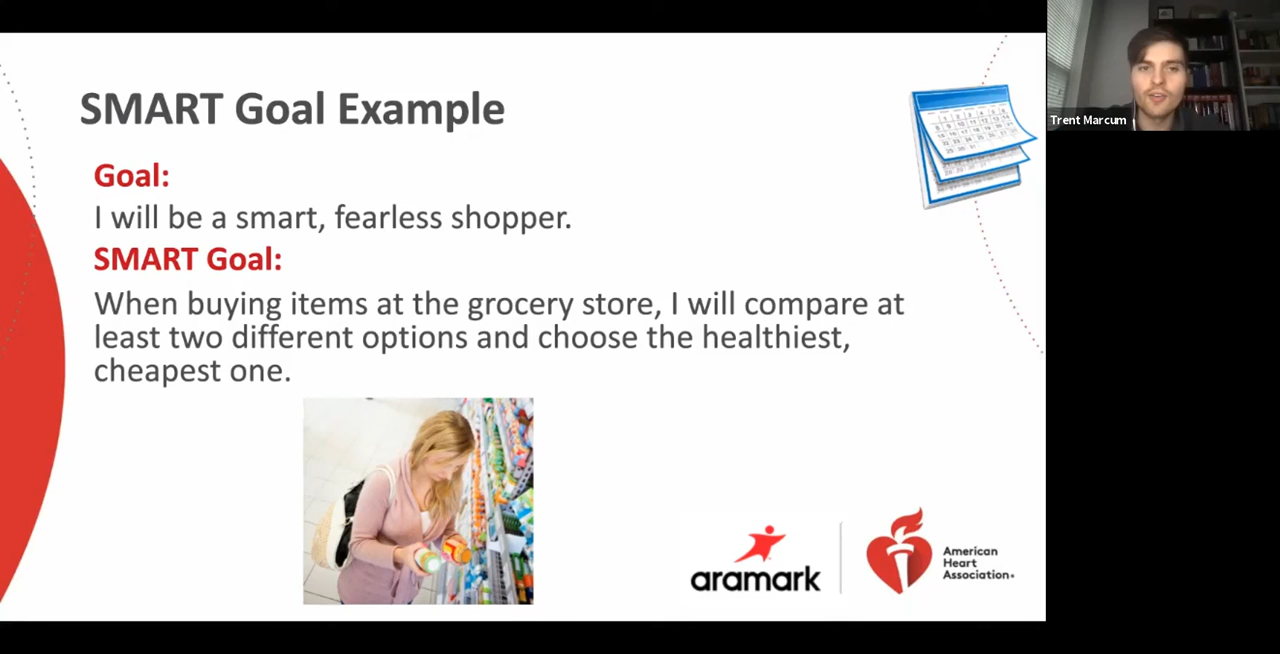 SMART Goal Example
Goal:
I will be a smart, fearless shopper.
SMART Goal:
When buying items at the grocery store, I will compare at
least two different options and choose the healthiest,
cheapest one.
aramark
American
Heart
Association®
Trent Marcum